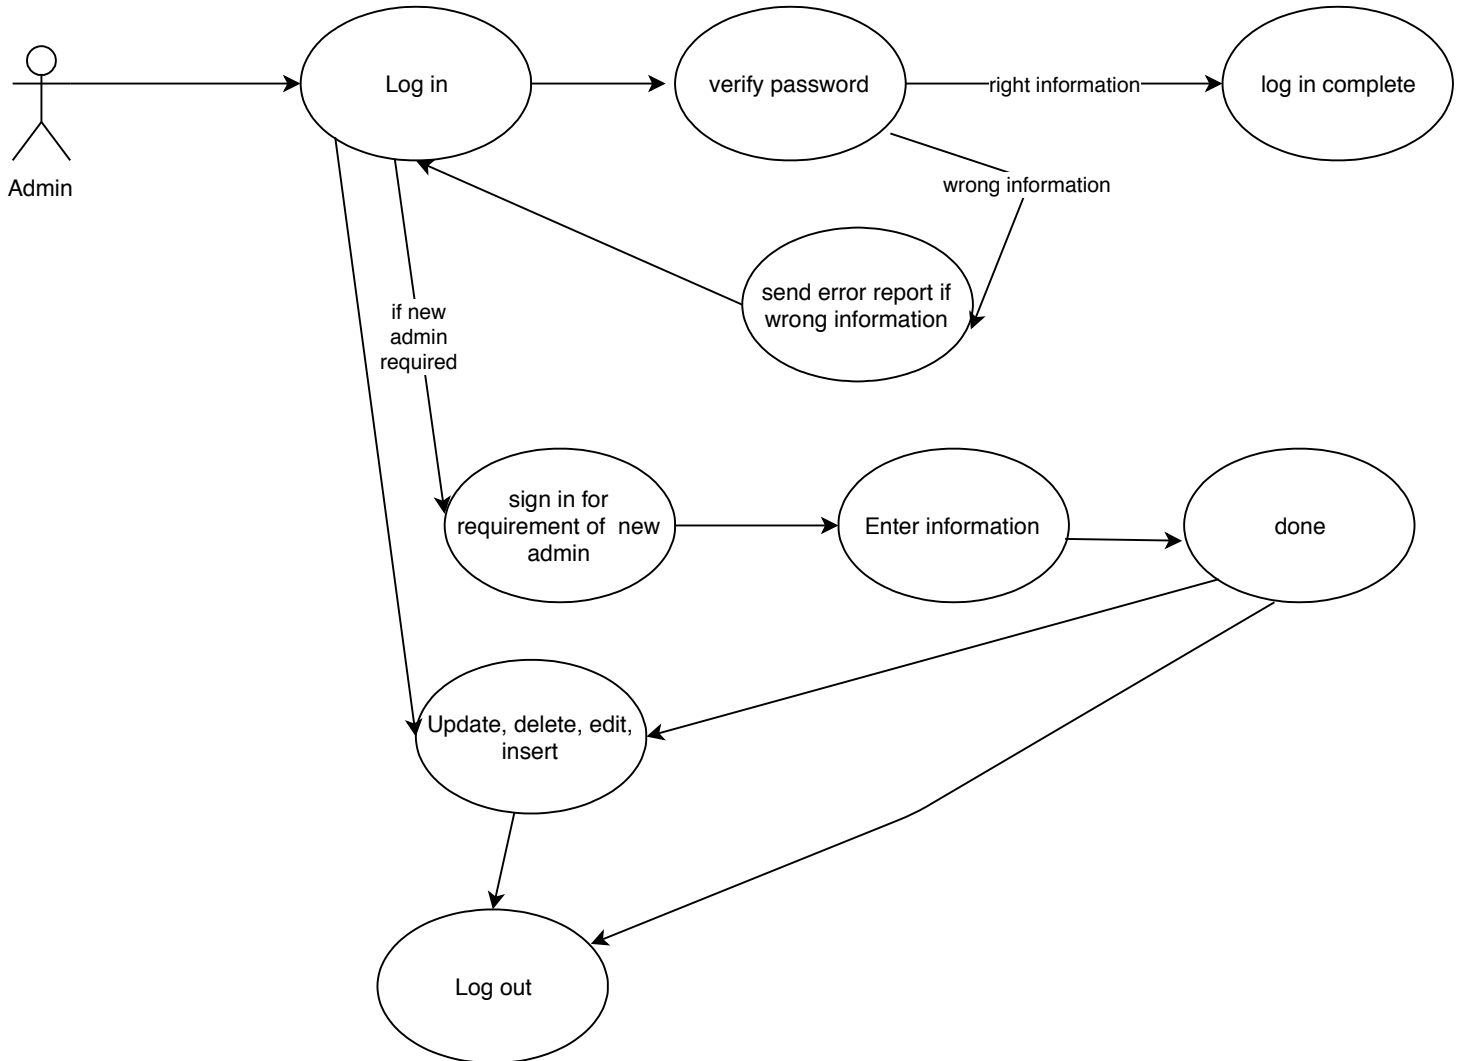 Log in
verify password
right information
log in complete
Admin
wrong information
send error report if
wrong information
if new
admin
required
sign in for
requirement of  new
admin
Enter information
done
Update, delete, edit,
insert
Log out